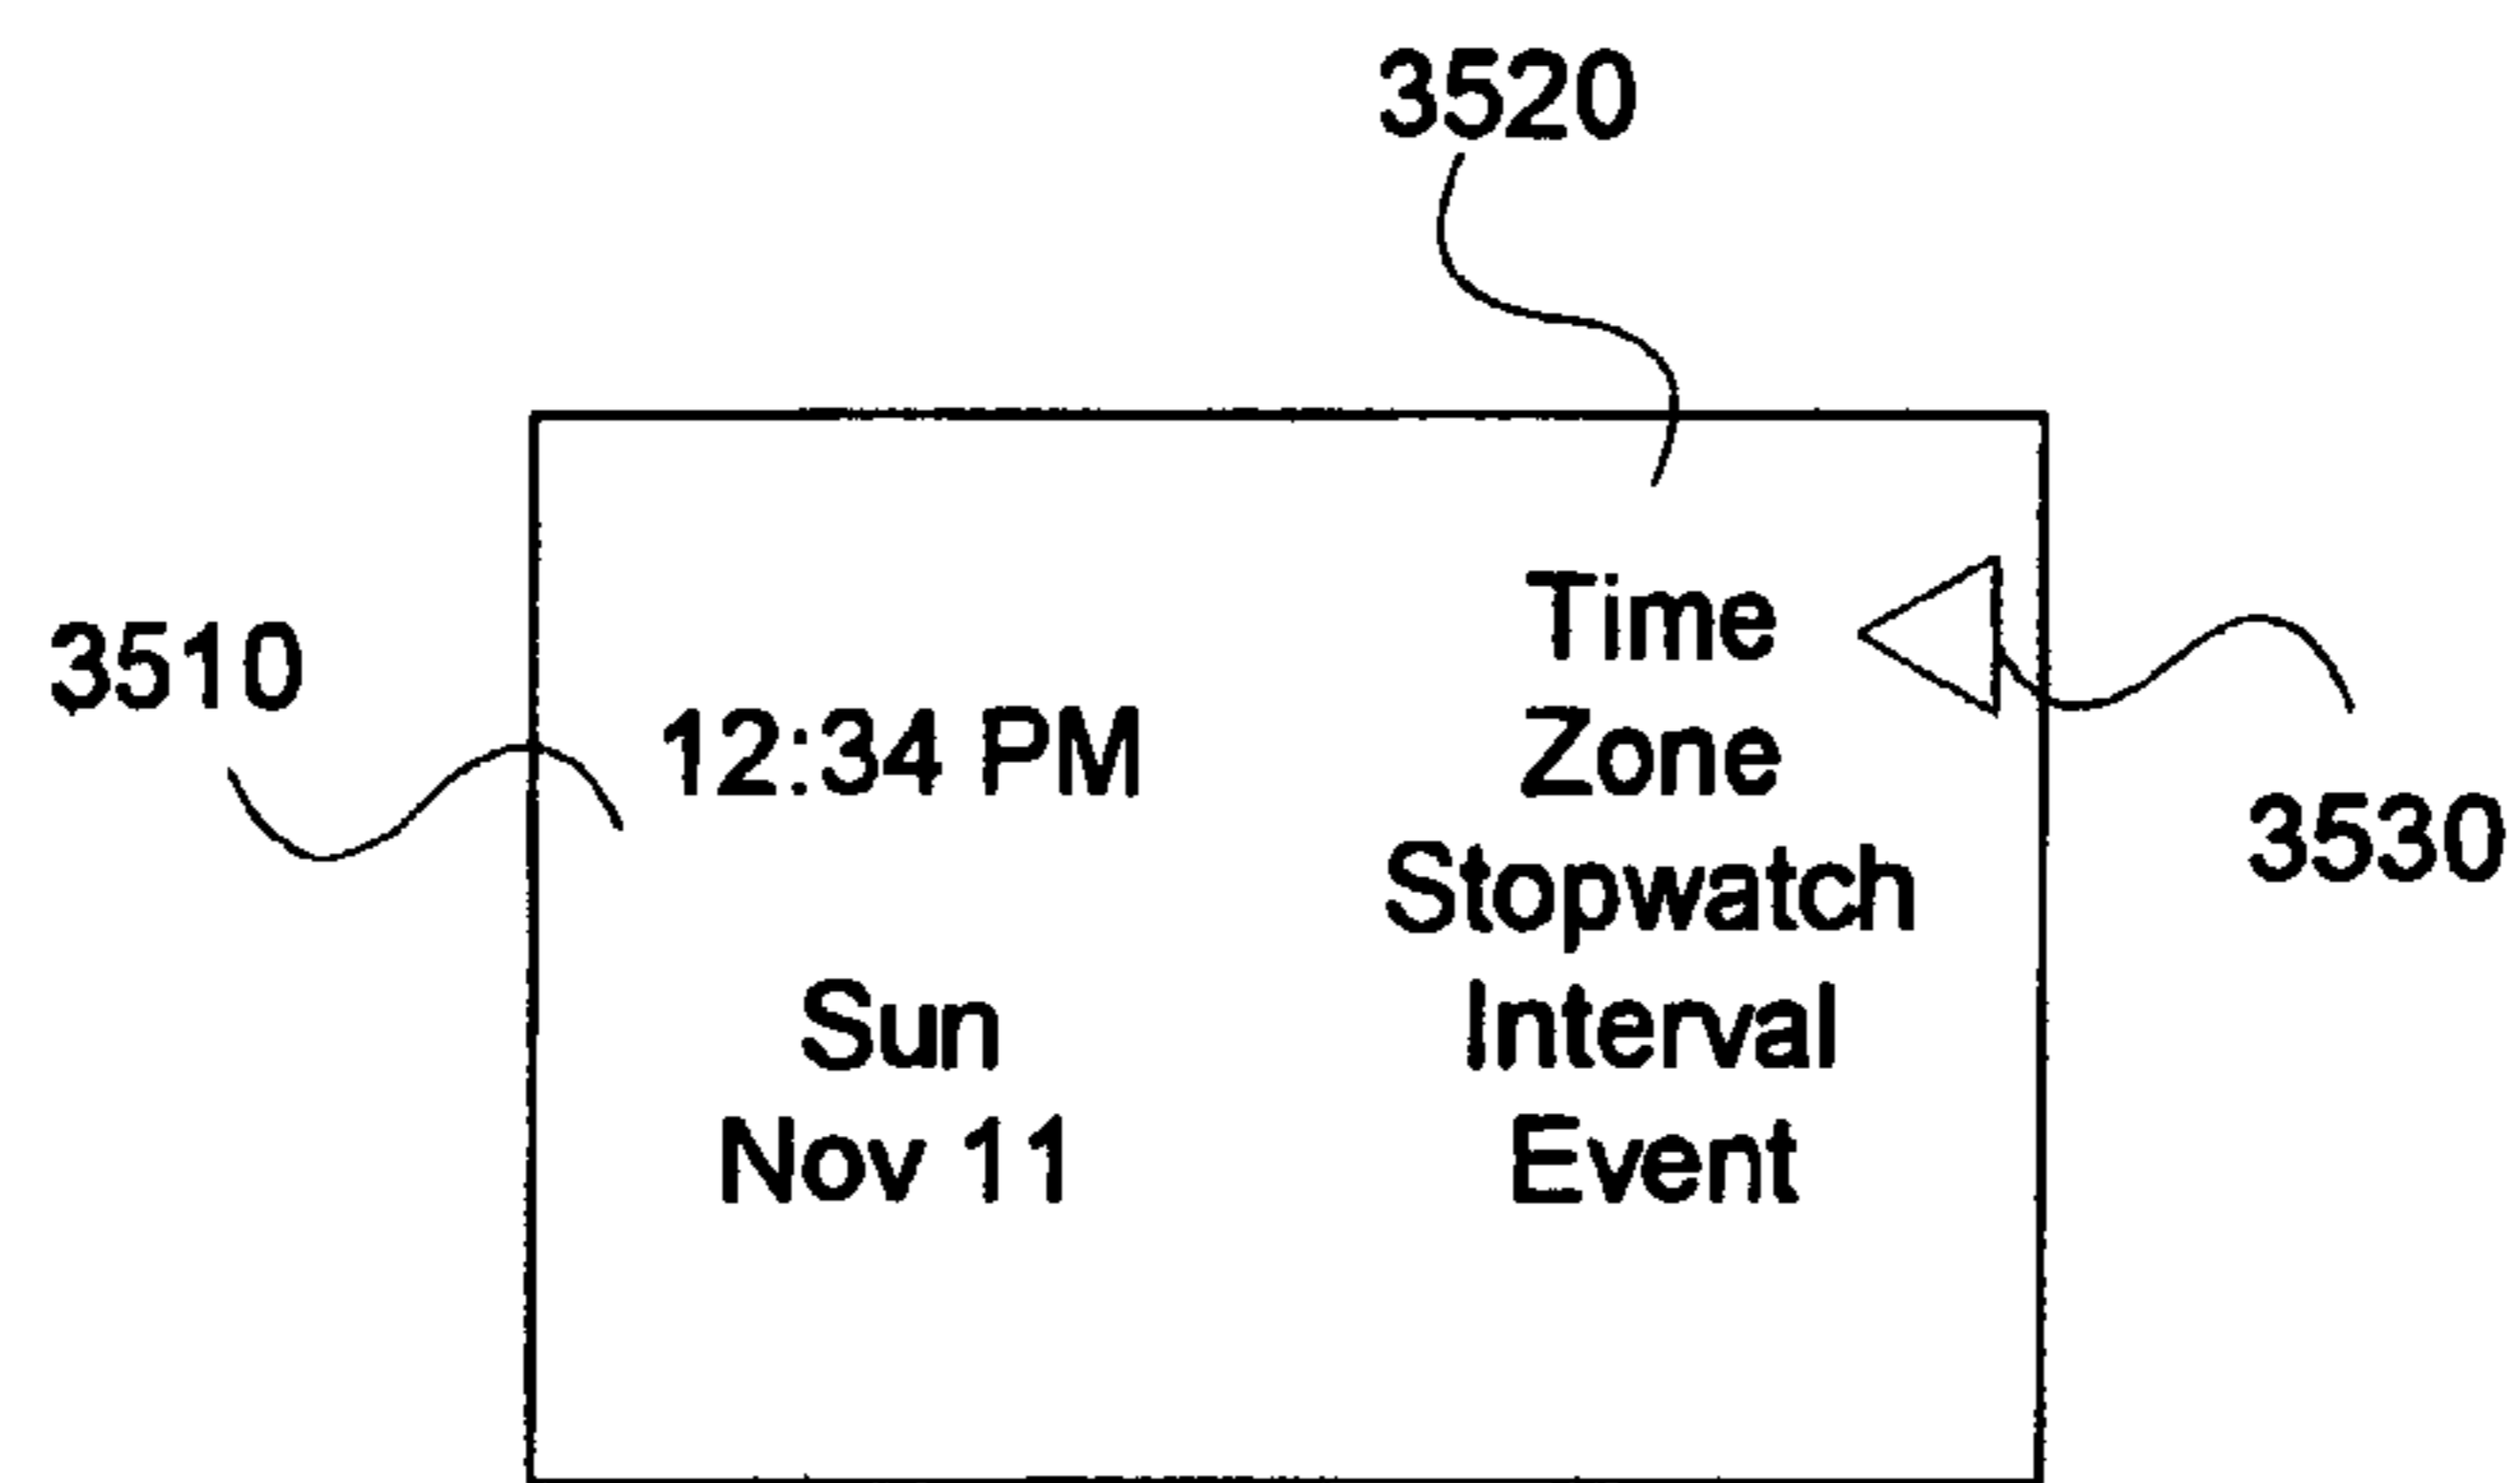 3520
3510
12:34 PM
Sun
Nov 11
Time
Zone
Stopwatch
Interval
Event
3530